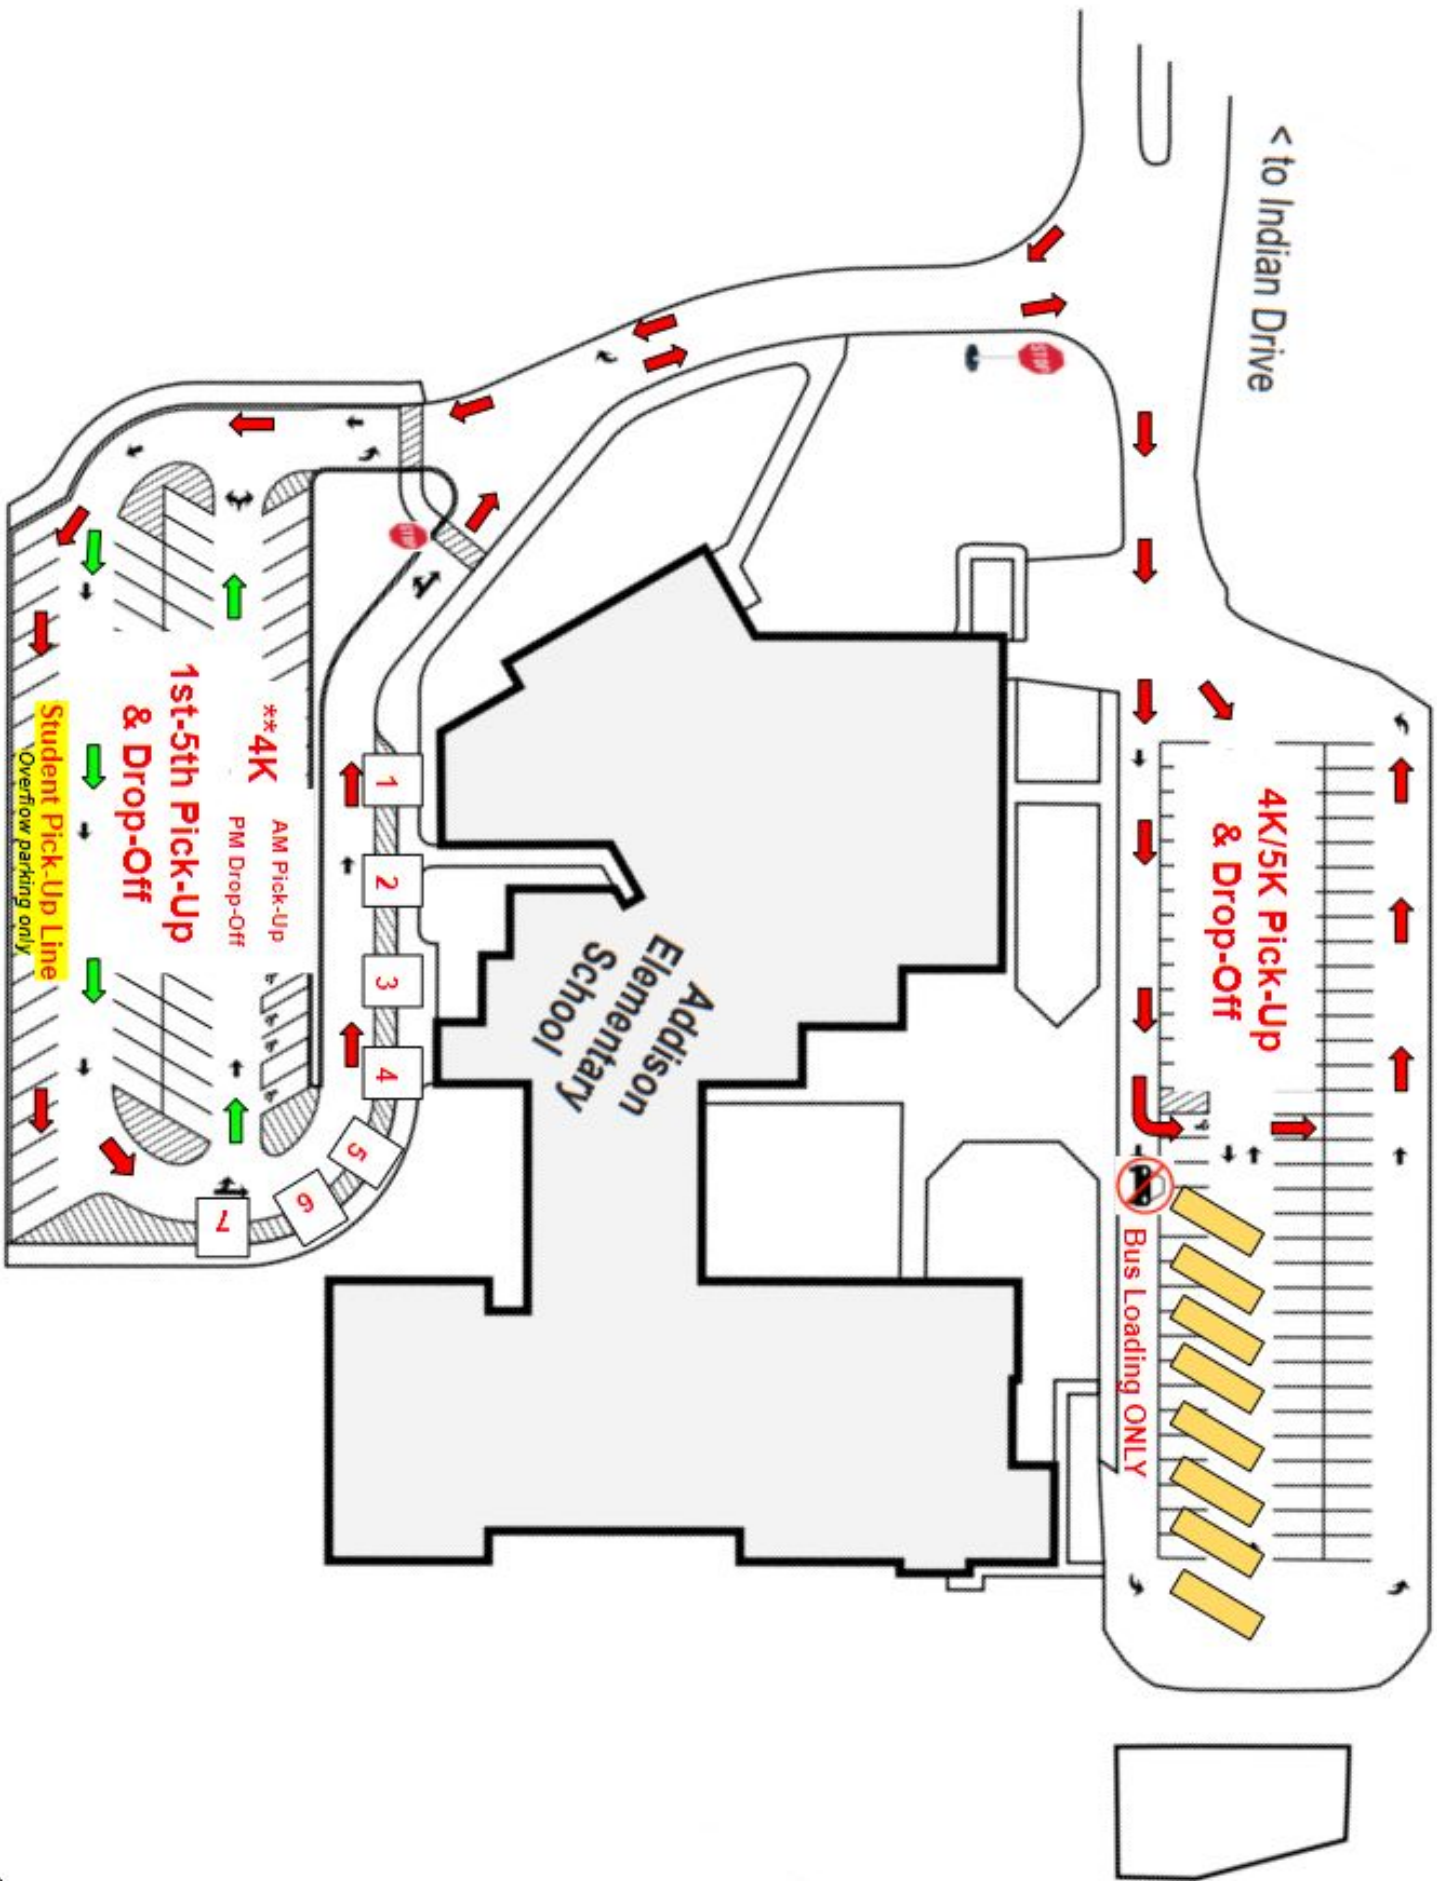 < to Indian Drive
STOP
4K/5K Pick-Up
& Drop-Off
Bus Loading ONLY
Addison
Elementary
School
STOP
1
2
3
4
5
6
7
**4K
AM Pick-Up
PM Drop-Off
1st-5th Pick-Up
& Drop-Off
Student Pick-Up Line
Overflow parking only